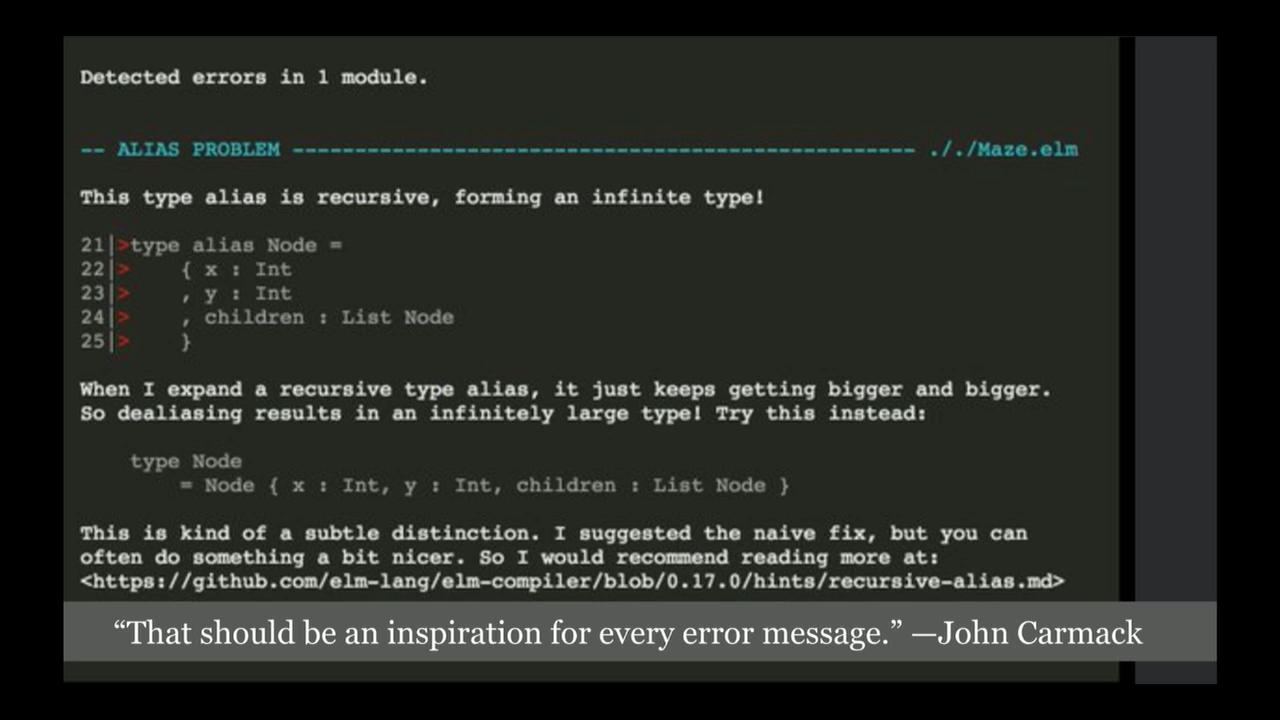 Detected errors in 1 module.
-- ALIAS PROBLEM -------------------------------------------------- ././Maze.elm
This type alias is recursive, forming an infinite type!
21|>type alias Node =
22|>    { x : Int
23|>    , y : Int
24|>    , children : List Node
25|>    }
When I expand a recursive type alias, it just keeps getting bigger and bigger.
So dealiasing results in an infinitely large type! Try this instead:
    type Node
        = Node { x : Int, y : Int, children : List Node }
This is kind of a subtle distinction. I suggested the naive fix, but you can
often do something a bit nicer. So I would recommend reading more at:
<https://github.com/elm-lang/elm-compiler/blob/0.17.0/hints/recursive-alias.md>
“That should be an inspiration for every error message.” —John Carmack